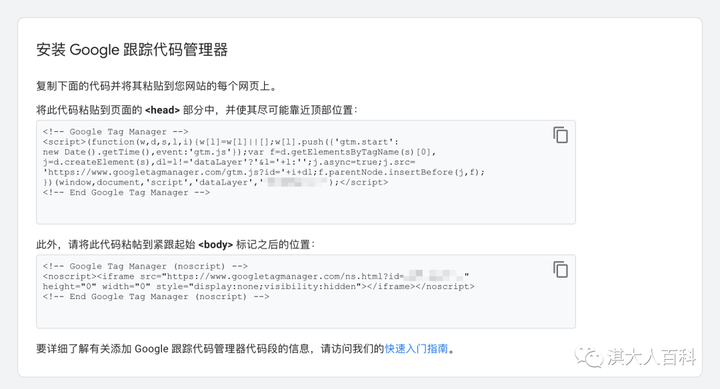 安装 Google 跟踪代码管理器
复制下面的代码并将其粘贴到您网站的每个网页上。
将此代码粘贴到页面的 <head> 部分中，并使其尽可能靠近顶部位置：
<!-- Google Tag Manager -->
<script>(function(w,d,s,l,i){w[l]=w[l]||[];w[l].push({'gtm.start':
new Date().getTime(),event:'gtm.js'});var f=d.getElementsByTagName(s)[0],
j=d.createElement(s),dl=l!='dataLayer'?'&l='+l:'';j.async=true;j.src=
'https://www.googletagmanager.com/gtm.js?id='+i+dl;f.parentNode.insertBefore(j,f);
})(window,document,'script','dataLayer',');</script>
<!-- End Google Tag Manager -->
此外，请将此代码粘帖到紧跟起始 <body> 标记之后的位置：
<!-- Google Tag Manager (noscript) -->
<noscript><iframe src="https://www.googletagmanager.com/ns.html?id="
height="0" width="0" style="display:none;visibility:hidden"></iframe></noscript>
<!-- End Google Tag Manager (noscript) -->
要详细了解有关添加 Google 跟踪代码管理器代码段的信息，请访问我们的快速入门指南。
淇大人百科